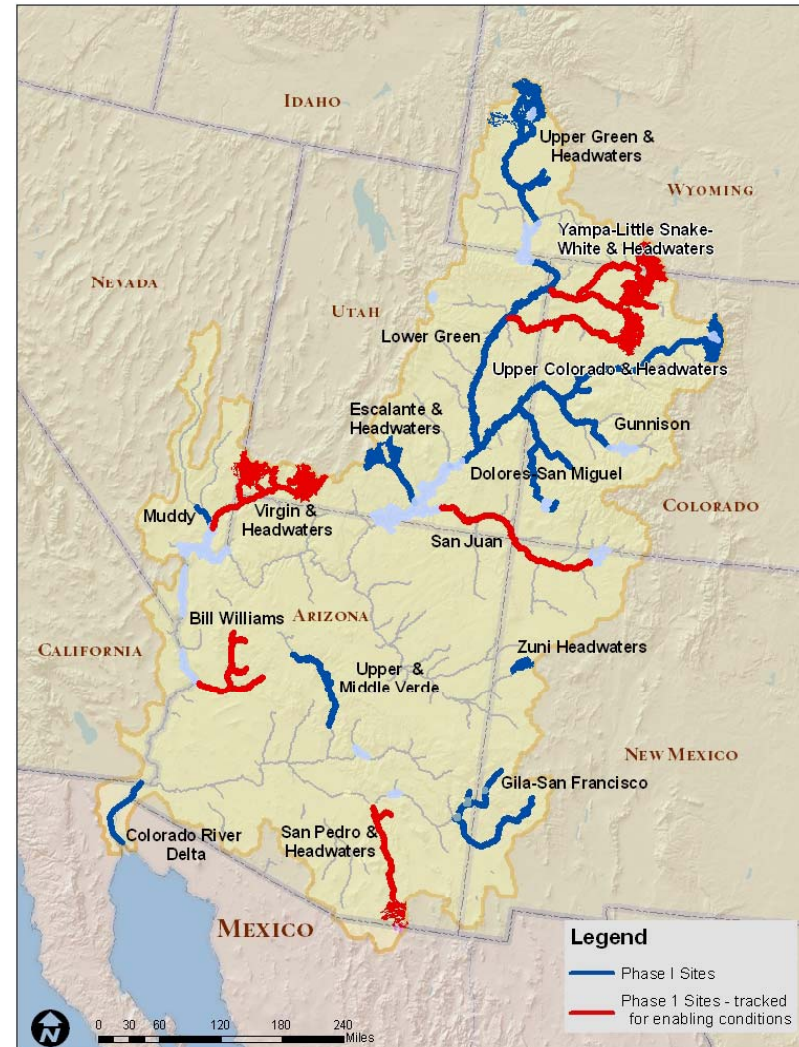 IDAHO
Upper Green &
Headwaters
WYOMING
Yampa-Little Snake-
White & Headwaters
NEVADA
UTAH
Lower Green
Upper Colorado & Headwaters
Escalante &
Headwaters
Gunnison
Dolores-San Miguel
COLORADO
Muddy
Virgin &
Headwaters
San Juan
Bill Williams
ARIZONA
CALIFORNIA
Zuni Headwaters
Upper &
Middle Verde
NEW MEXICO
Gila-San Francisco
Colorado River
Delta
San Pedro &
Headwaters
MEXICO
Legend
Phase I Sites
Phase 1 Sites - tracked
for enabling conditions
N
0 30 60 120 180 240
Miles